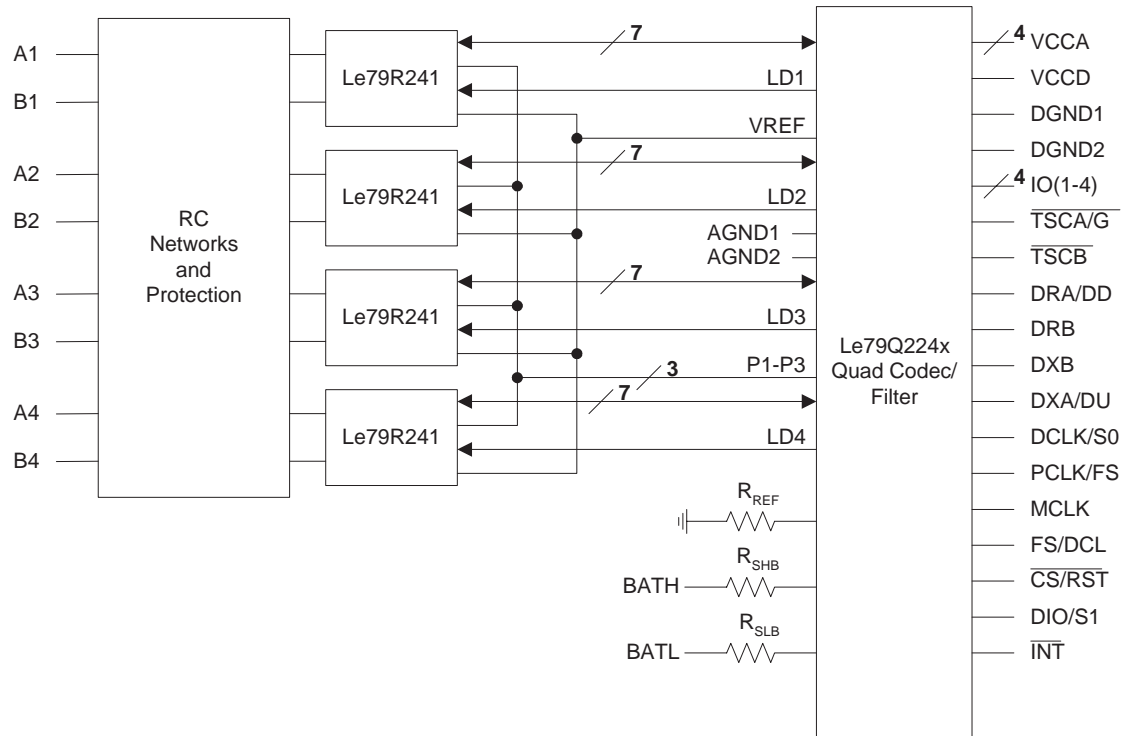 A1
B1
A2
B2
A3
B3
A4
B4
RC
Networks
and
Protection
Le79R241
Le79R241
Le79R241
Le79R241
7
LD1
VREF
7
LD2
AGND1
AGND2
7
LD3
3
P1-P3
7
LD4
RREF
BATH
RSHB
BATL
RSLB
Le79Q224x
Quad Codec/
Filter
4
VCCA
VCCD
DGND1
DGND2
4
IO(1-4)
TSCA/G
TSCB
DRA/DD
DRB
DXB
DXA/DU
DCLK/S0
PCLK/FS
MCLK
FS/DCL
CS/RST
DIO/S1
INT